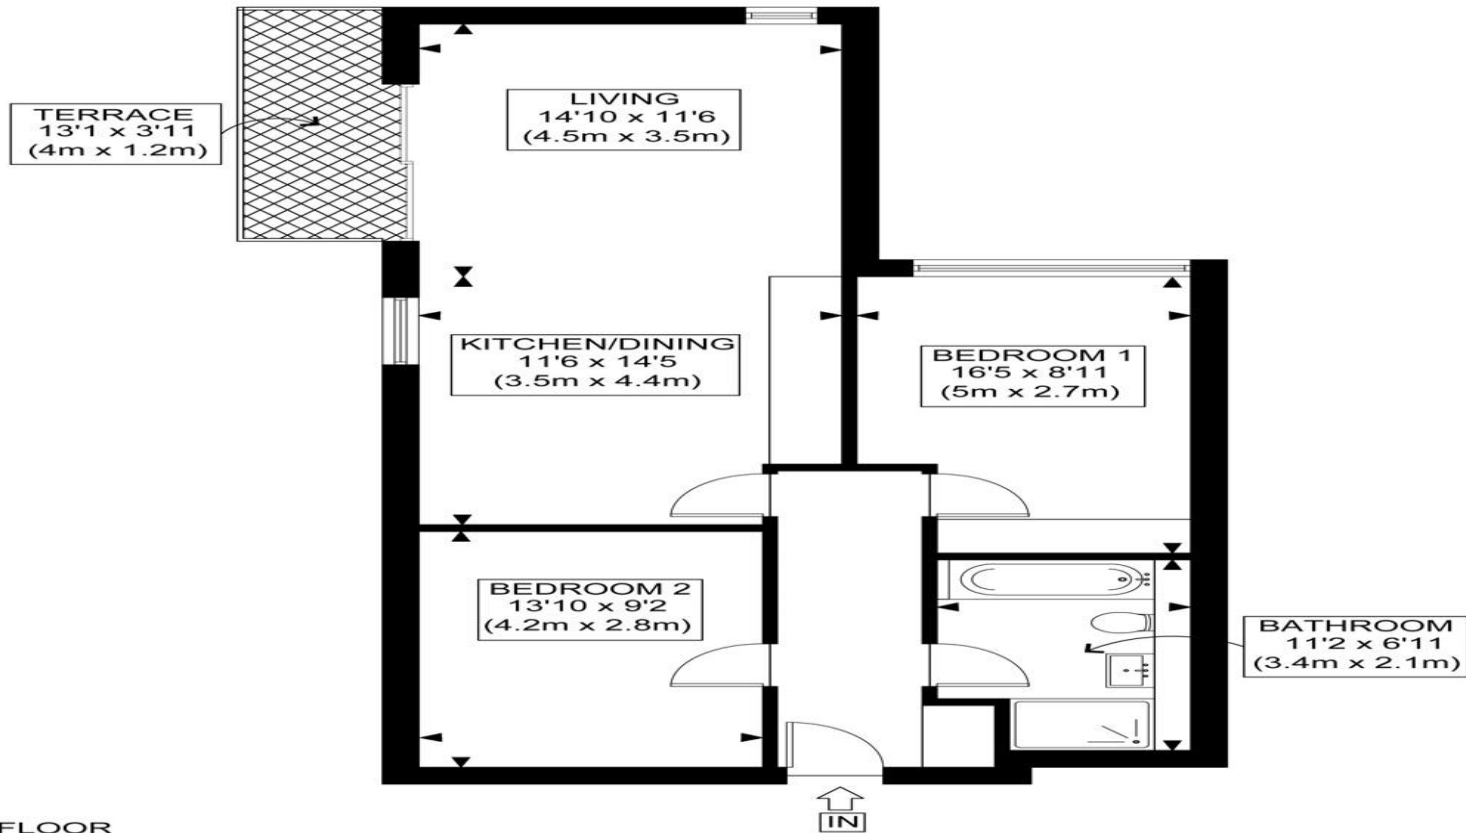 TERRACE
13'1 x 3'11
(4m x 1.2m)
LIVING
14'10 x 11'6
(4.5m x 3.5m)
KITCHEN/DINING
11'6 x 14'5
(3.5m x 4.4m)
BEDROOM 1
16'5 x 8'11
(5m x 2.7m)
BEDROOM 2
13'10 x 9'2
(4.2m x 2.8m)
BATHROOM
11'2 x 6'11
(3.4m x 2.1m)
IN
FLOOR